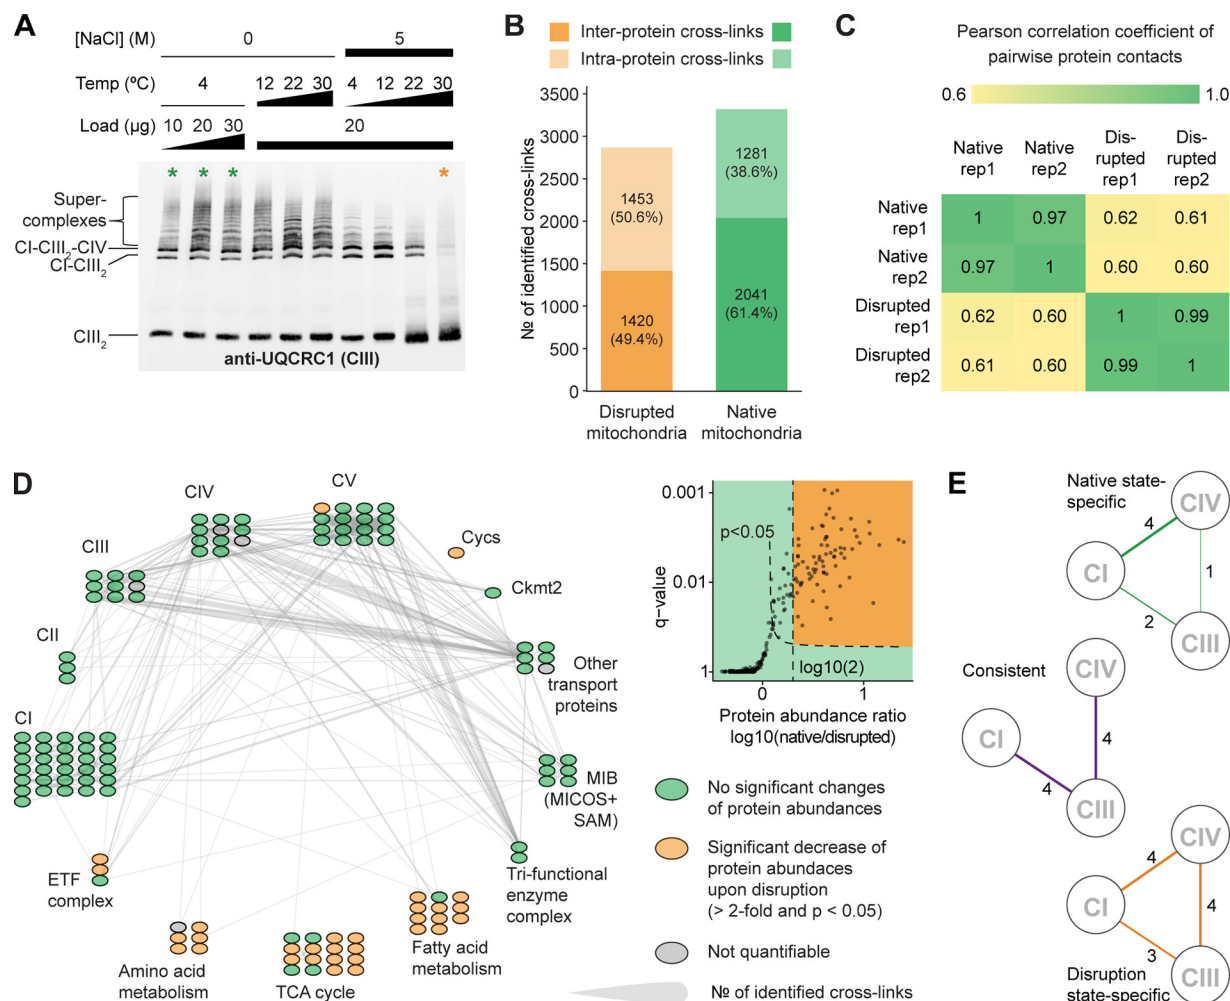 A
[NaCl] (M)
0
5
Temp (ºC)
4
12 22 30
4 12 22 30
Load (µg)
10 20 30
20
* * * *
Super-
complexes
CI-CIII2-CIV
CI-CIII2
CIII2
anti-UQCRC1 (CIII)
B
Inter-protein cross-links
Intra-protein cross-links
№ of identified cross-links
3500
3000
2500
2000
1500
1000
500
0
1453
(50.6%)
1420
(49.4%)
1281
(38.6%)
2041
(61.4%)
Disrupted
mitochondria
Native
mitochondria
C
Pearson correlation coefficient of
pairwise protein contacts
0.6
1.0
Native
rep1
Native
rep2
Dis-
rupted
rep1
Dis-
rupted
rep2
Native
rep1
1 0.97 0.62 0.61
Native
rep2
0.97 1 0.60 0.60
Disrupted
rep1
0.62 0.60 1 0.99
Disrupted
rep2
0.61 0.60 0.99 1
D
CIV
CV
Cycs
CIII
Ckmt2
CII
Other
transport
proteins
CI
MIB
(MICOS+
SAM)
ETF
complex
Tri-functional
enzyme
complex
Amino acid
metabolism
TCA cycle
Fatty acid
metabolism
q-value
0.001
0.01
1
p<0.05
log10(2)
0
1
Protein abundance ratio
log10(native/disrupted)
No significant changes
of protein abundances
Significant decrease of
protein abundaces
upon disruption
(> 2-fold and p < 0.05)
Not quantifiable
№ of identified cross-links
E
Native state-
specific
CIV
4
CI
1
2
CIII
Consistent
CIV
CI
4
4
CIII
CIV
4
CI
4
3
CIII
Disruption
state-specific